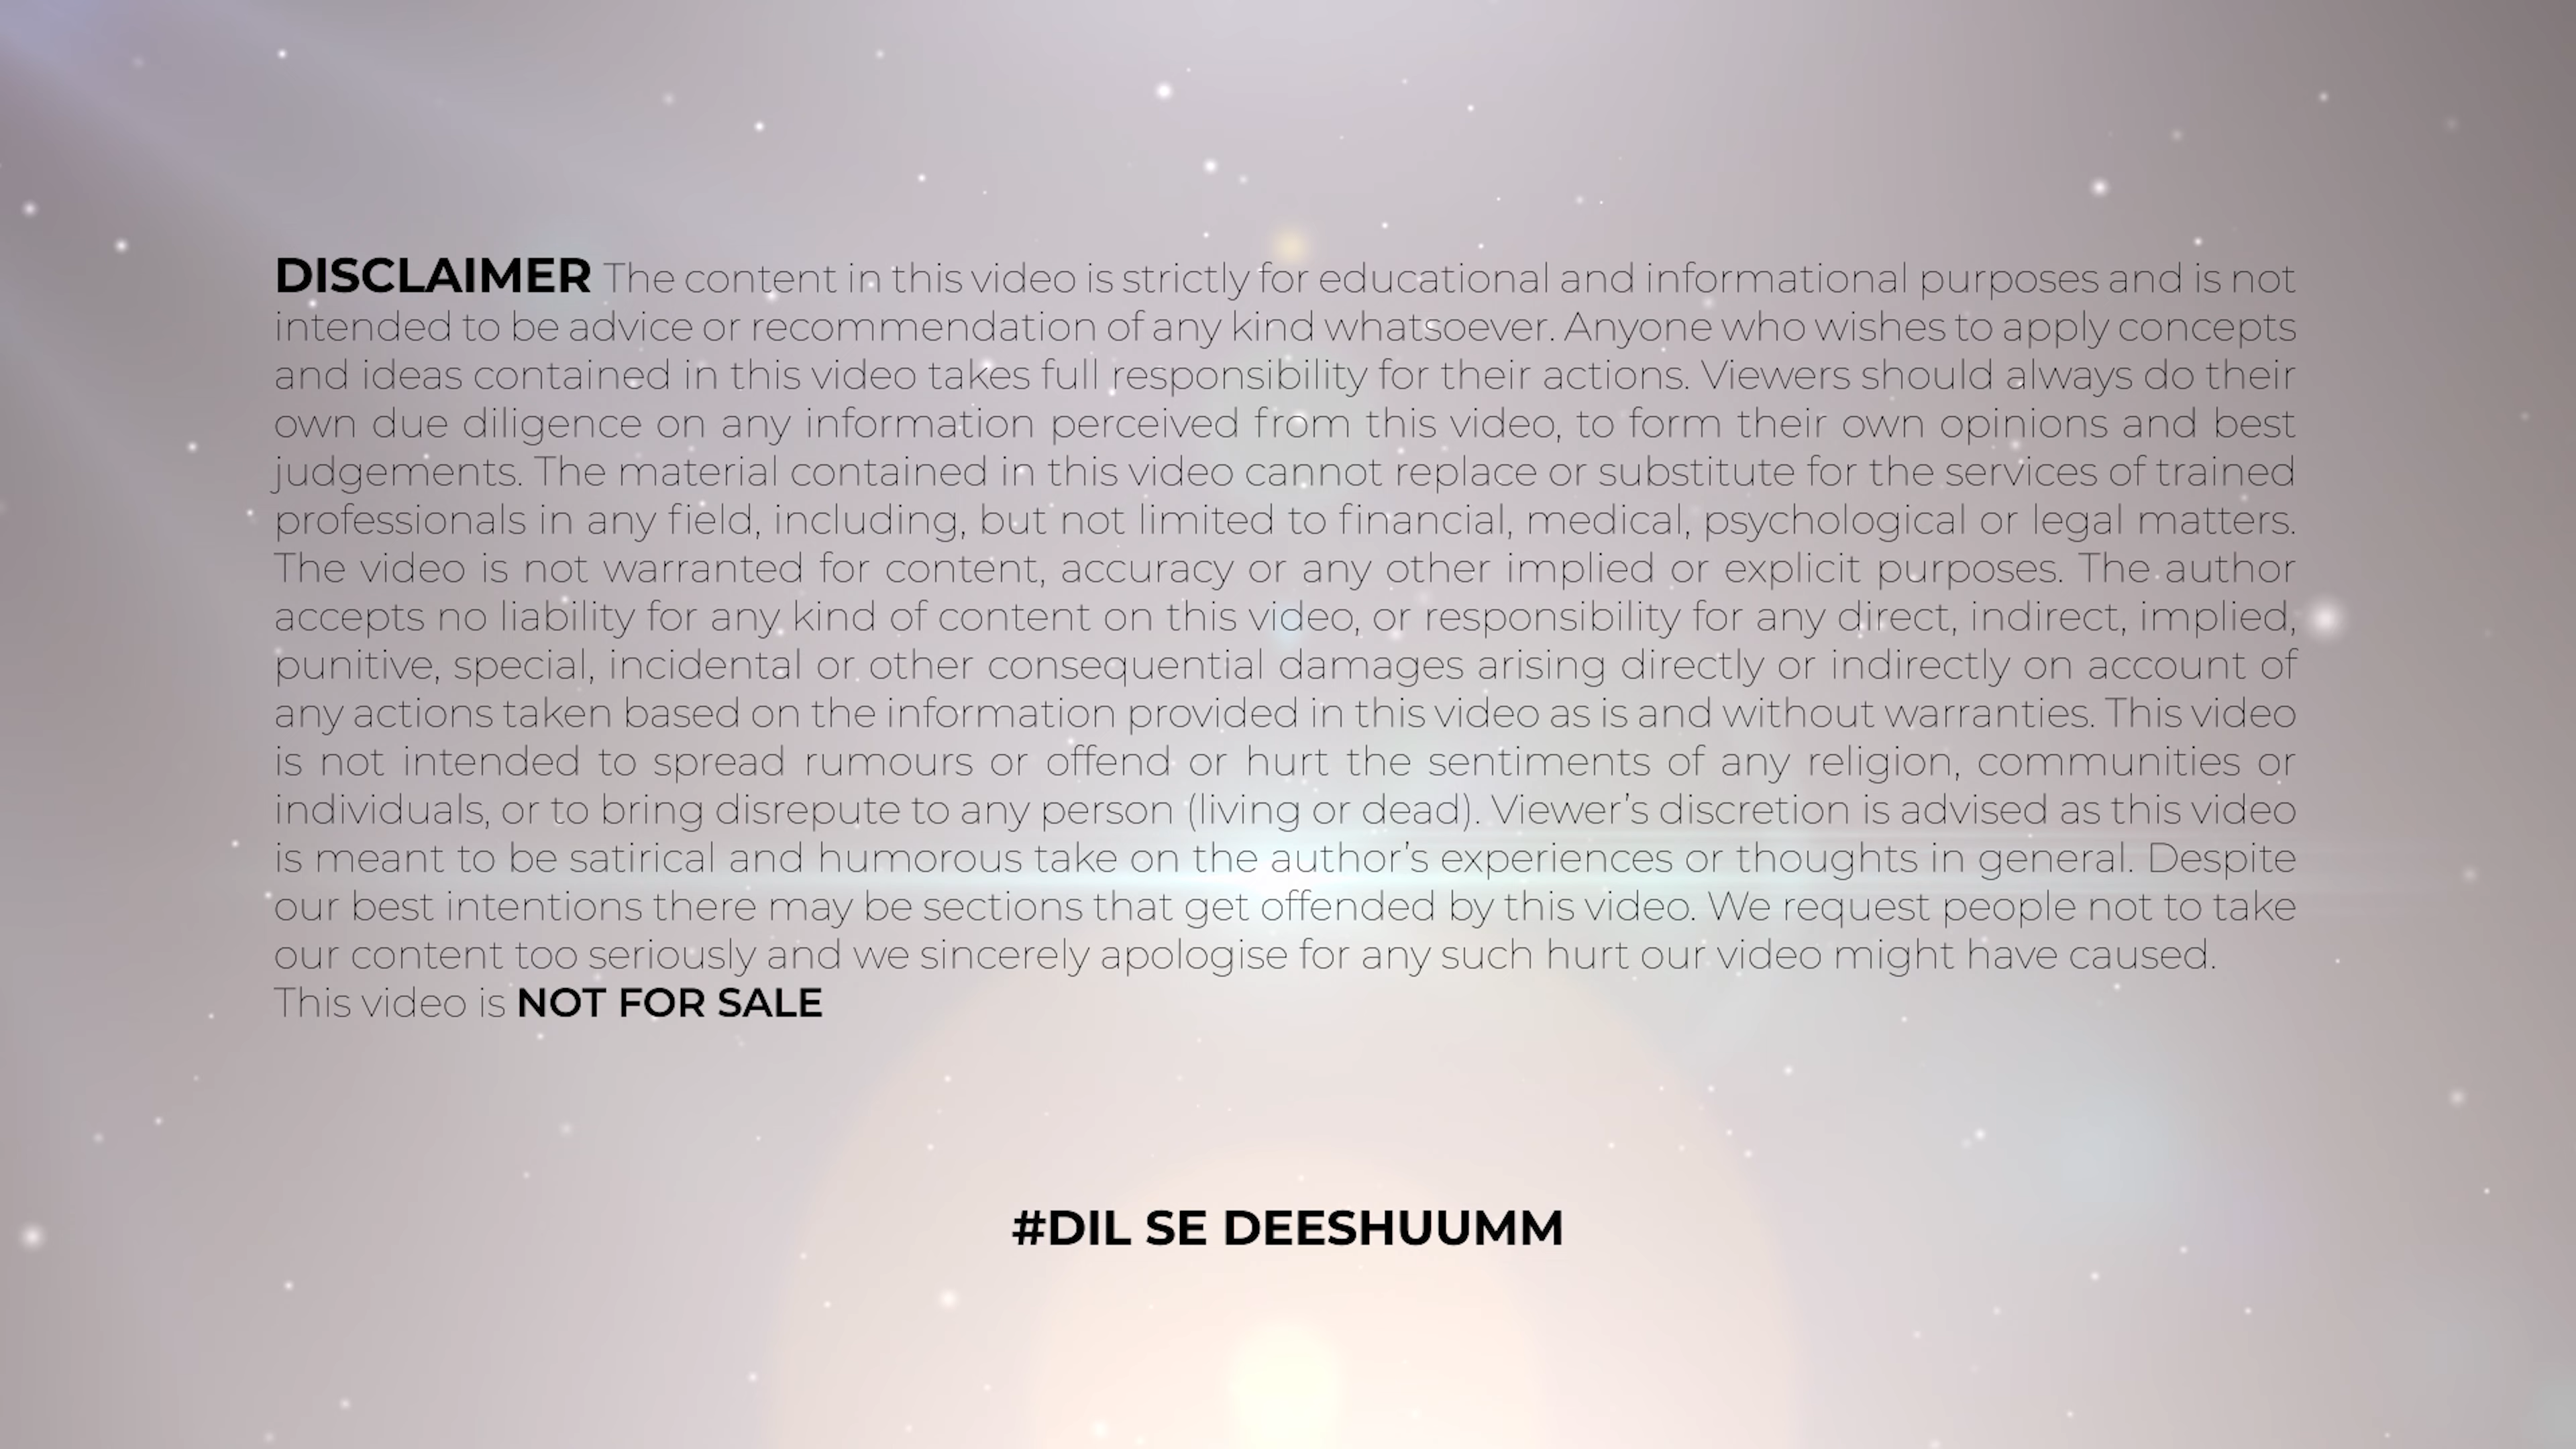 DISCLAIMER The content in this video is strictly for educational and informational purposes and is not
intended to be advice or recommendation of any kind whatsoever. Anyone who wishes to apply concepts
and ideas contained in this video takes full responsibility for their actions. Viewers should always do their
own due diligence on any information perceived from this video, to form their own opinions and best
judgements. The material contained in this video cannot replace or substitute for the services of trained
professionals in any field, including, but not limited to financial, medical, psychological or legal matters.
The video is not warranted for content, accuracy or any other implied or explicit purposes. The author
accepts no liability for any kind of content on this video, or responsibility for any direct, indirect, implied,
punitive, special, incidental or other consequential damages arising directly or indirectly on account of
any actions taken based on the information provided in this video as is and without warranties. This video
is not intended to spread rumours or offend or hurt the sentiments of any religion, communities or
individuals, or to bring disrepute to any person (living or dead). Viewer’s discretion is advised as this video
is meant to be satirical and humorous take on the author’s experiences or thoughts in general. Despite
our best intentions there may be sections that get offended by this video. We request people not to take
our content too seriously and we sincerely apologise for any such hurt our video might have caused.
This video is NOT FOR SALE
#DIL SE DEESHUUMM